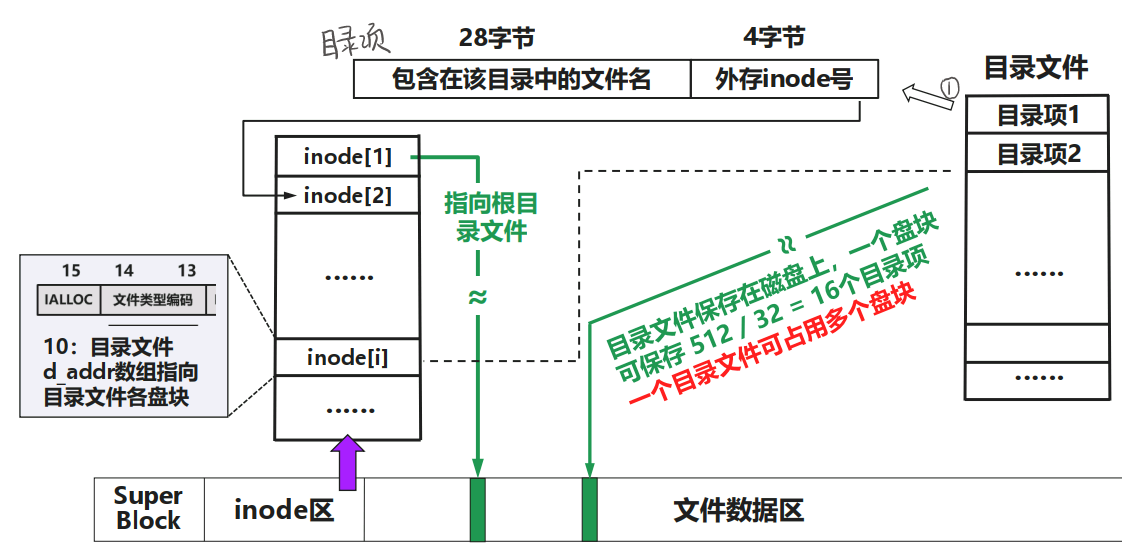 目录项
28字节
4字节
包含在该目录中的文件名
外存inode号
①
目录文件
目录项1
目录项2
……
……
inode[1]
inode[2]
……
inode[i]
……
指向根目
录文件
≈
≈
目录文件保存在磁盘上，一个盘块
可保存 512 / 32 = 16个目录项
一个目录文件可占用多个盘块
15
14
13
IALLOC
文件类型编码
10：目录文件
d_addr数组指向
目录文件各盘块
Super
Block
inode区
文件数据区